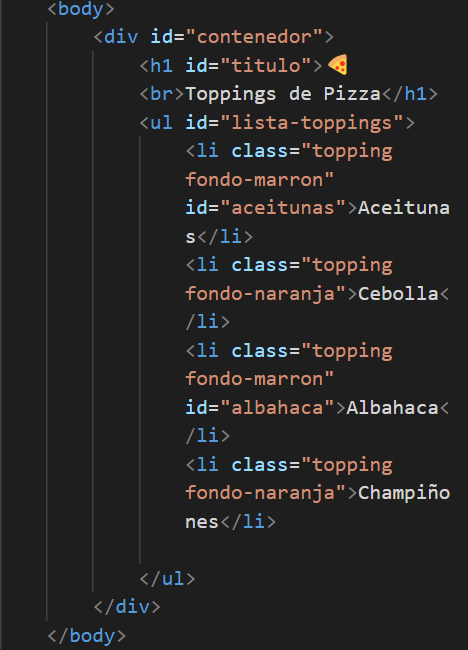 <body>
<div id="contenedor">
<h1 id="titulo">🍕
<br>Toppings de Pizza</h1>
<ul id="lista-toppings">
<li class="topping
fondo-marron"
id="aceitunas">Aceituna
s</li>
<li class="topping
fondo-naranja">Cebolla<
/li>
<li class="topping
fondo-marron"
id="albahaca">Albahaca<
/li>
<li class="topping
fondo-naranja">Champiño
nes</li>
</ul>
</div>
</body>